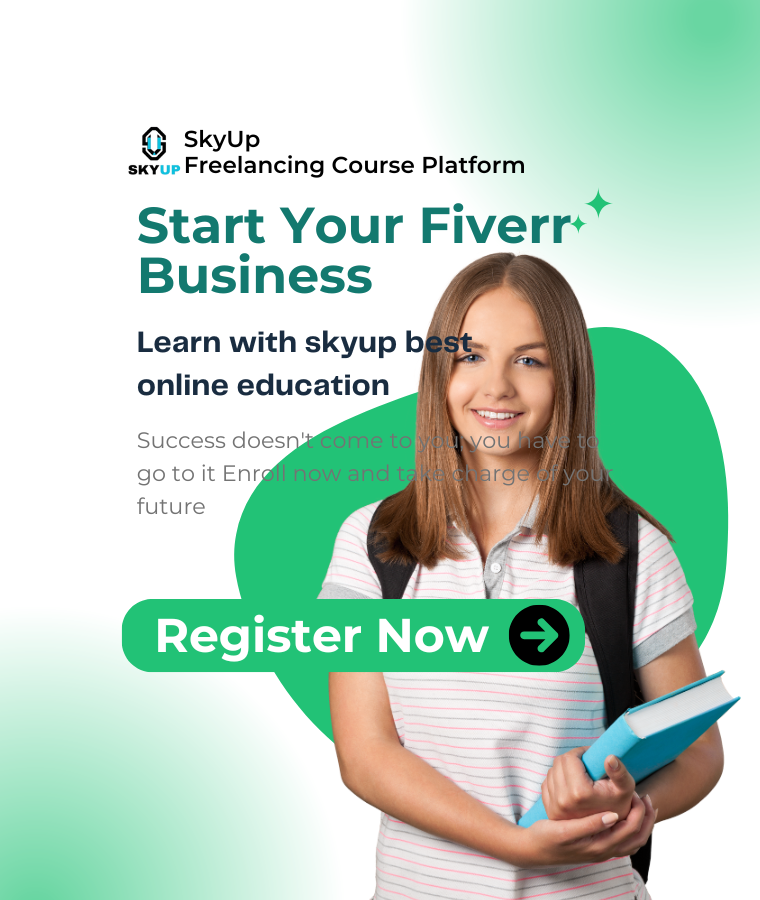 SkyUp
SKYUP Freelancing Course Platform
Start Your Fiverr
Business
Learn with skyup best
online education
Success doesn't come to you, you have to
go to it Enroll now and take charge of your
future
Register Now